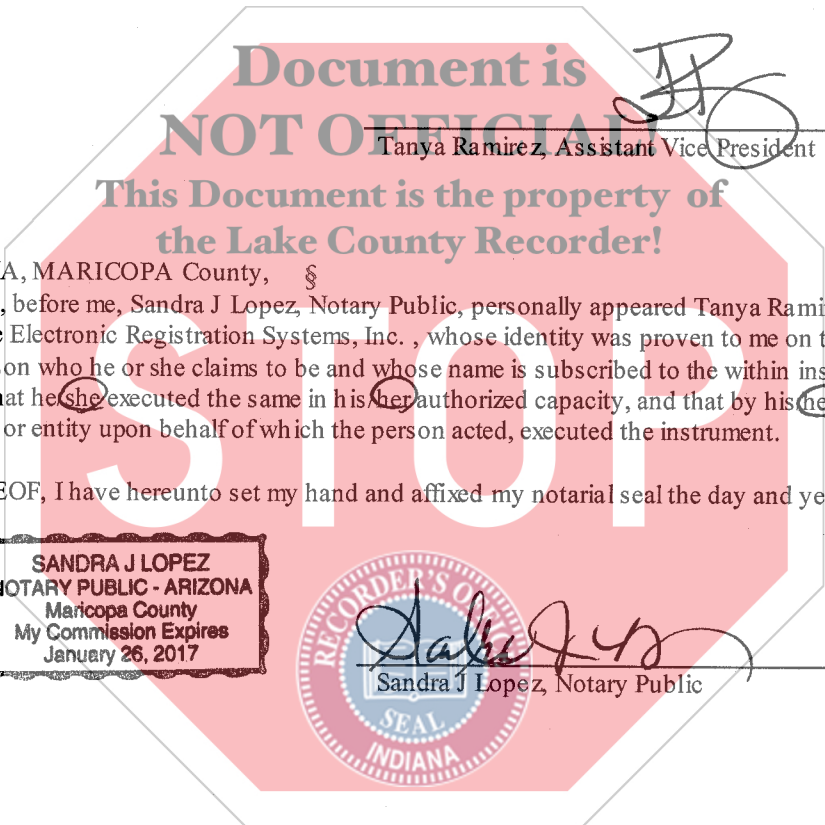 Document is
NOT OFFICIAL!
Tanya Ramirez, Assistant Vice President
This Document is the property of
the Lake County Recorder!
A, MARICOPA County, §
, before me, Sandra J Lopez, Notary Public, personally appeared Tanya Rami
Electronic Registration Systems, Inc. , whose identity was proven to me on t
on who he or she claims to be and whose name is subscribed to the within ins
at he/she executed the same in his/her authorized capacity, and that by his/he
or entity upon behalf of which the person acted, executed the instrument.
STOP
EOF, I have hereunto set my hand and affixed my notarial seal the day and ye
SANDRA J LOPEZ
NOTARY PUBLIC - ARIZONA
Maricopa County
My Commission Expires
January 26, 2017
RECORDER'S OFFICE
SEAL
INDIANA
Sandra J Lopez, Notary Public